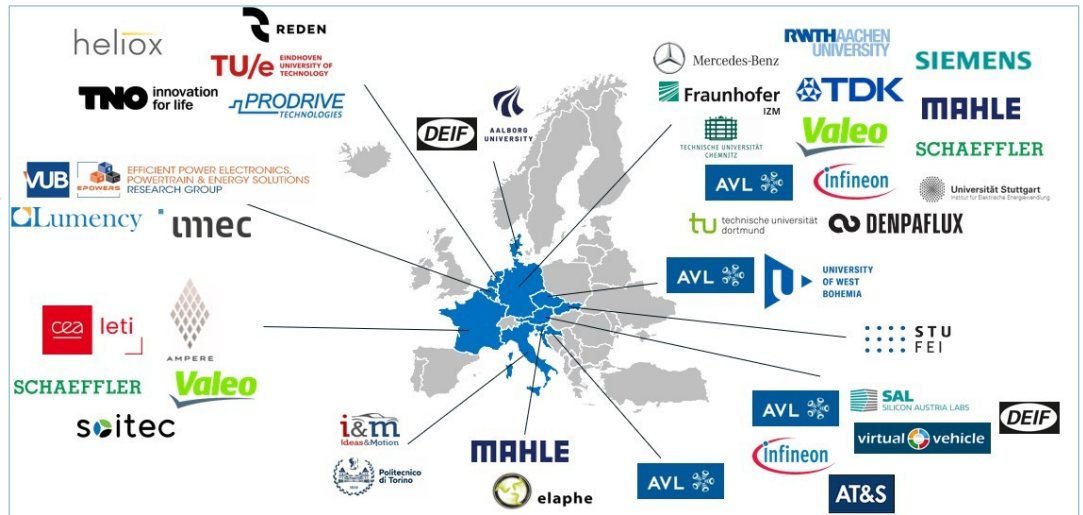 heliox
REDEN
TU/e EINDHOVEN
UNIVERSITY OF
TECHNOLOGY
TNO innovation
for life
PRODRIVE
TECHNOLOGIES
DEIF
AALBORG
UNIVERSITY
Mercedes-Benz
RWTH AACHEN
UNIVERSITY
SIEMENS
Fraunhofer
IZM
TDK
MAHLE
TECHNISCHE UNIVERSITÄT
CHEMNITZ
Valeo
SCHAEFFLER
AVL
infineon
Universität Stuttgart
Institut für Elektrische Energiewandlung
tu technische universität
dortmund
DENPAFLUX
VUB
EPOWERS
EFFICIENT POWER ELECTRONICS,
POWERTRAIN & ENERGY SOLUTIONS
RESEARCH GROUP
Lumency
imec
AVL
UNIVERSITY
OF WEST
BOHEMIA
cea leti
AMPERE
STU
FEI
SCHAEFFLER
Valeo
soitec
i&m
Ideas&Motion
Politecnico
di Torino
MAHLE
elaphe
AVL
AVL
SAL
SILICON AUSTRIA LABS
DEIF
infineon
virtual vehicle
AT&S